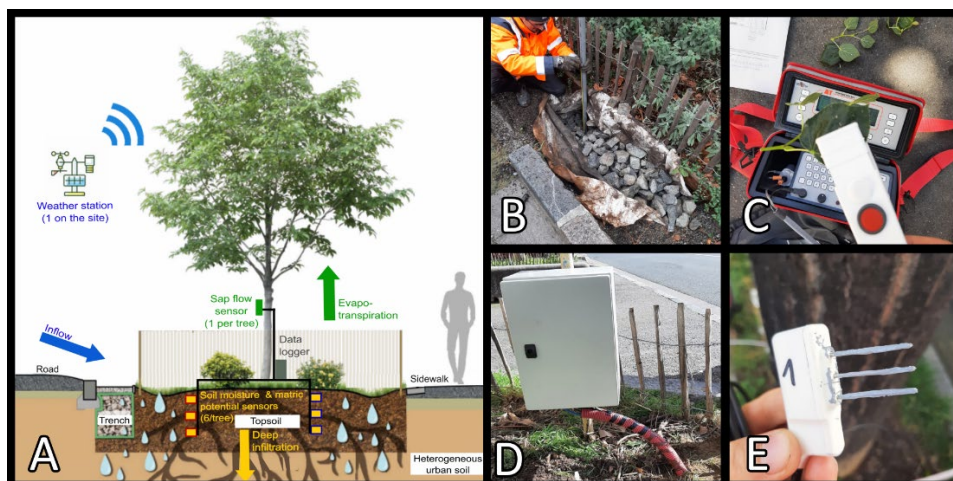 Weather station
(1 on the site)
Sap flow
sensor
(1 per tree)
Evapo-
transpiration
Inflow
Data
logger
Road
Sidewalk
Soil moisture & matric
potential sensors
(6/tree)
Trench
Topsoil
Deep
infiltration
Heterogeneous
urban soil
A
B
C
D
1
E